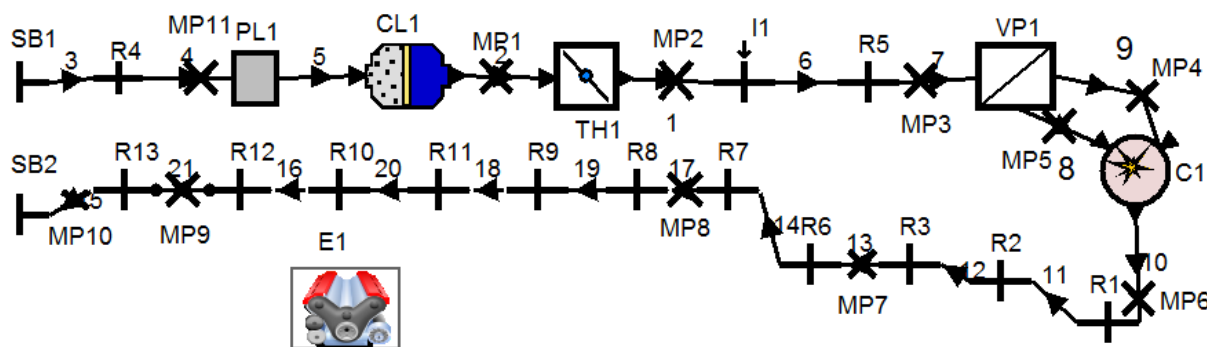 SB1
3
R4
MP11
4
PL1
5
CL1
MP1
2
TH1
MP2
1
I1
6
R5
7
MP3
VP1
9
MP4
MP5
8
C1
SB2
5
MP10
R13
21
MP9
R12
16
R10
20
R11
18
R9
19
R8
17
MP8
R7
14
R6
13
MP7
R3
12
R2
11
R1
10
MP6
E1